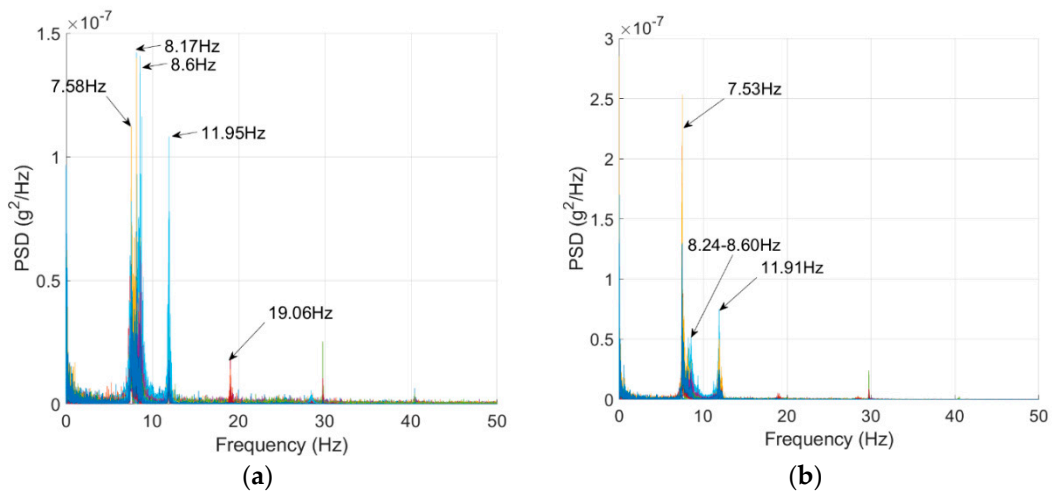 ×10⁻⁷
1.5
1
0.5
0
PSD (g²/Hz)
8.17Hz
8.6Hz
7.58Hz
11.95Hz
19.06Hz
0 10 20 30 40 50
Frequency (Hz)
(a)
×10⁻⁷
3
2.5
2
1.5
1
0.5
0
PSD (g²/Hz)
7.53Hz
8.24-8.60Hz
11.91Hz
0 10 20 30 40 50
Frequency (Hz)
(b)